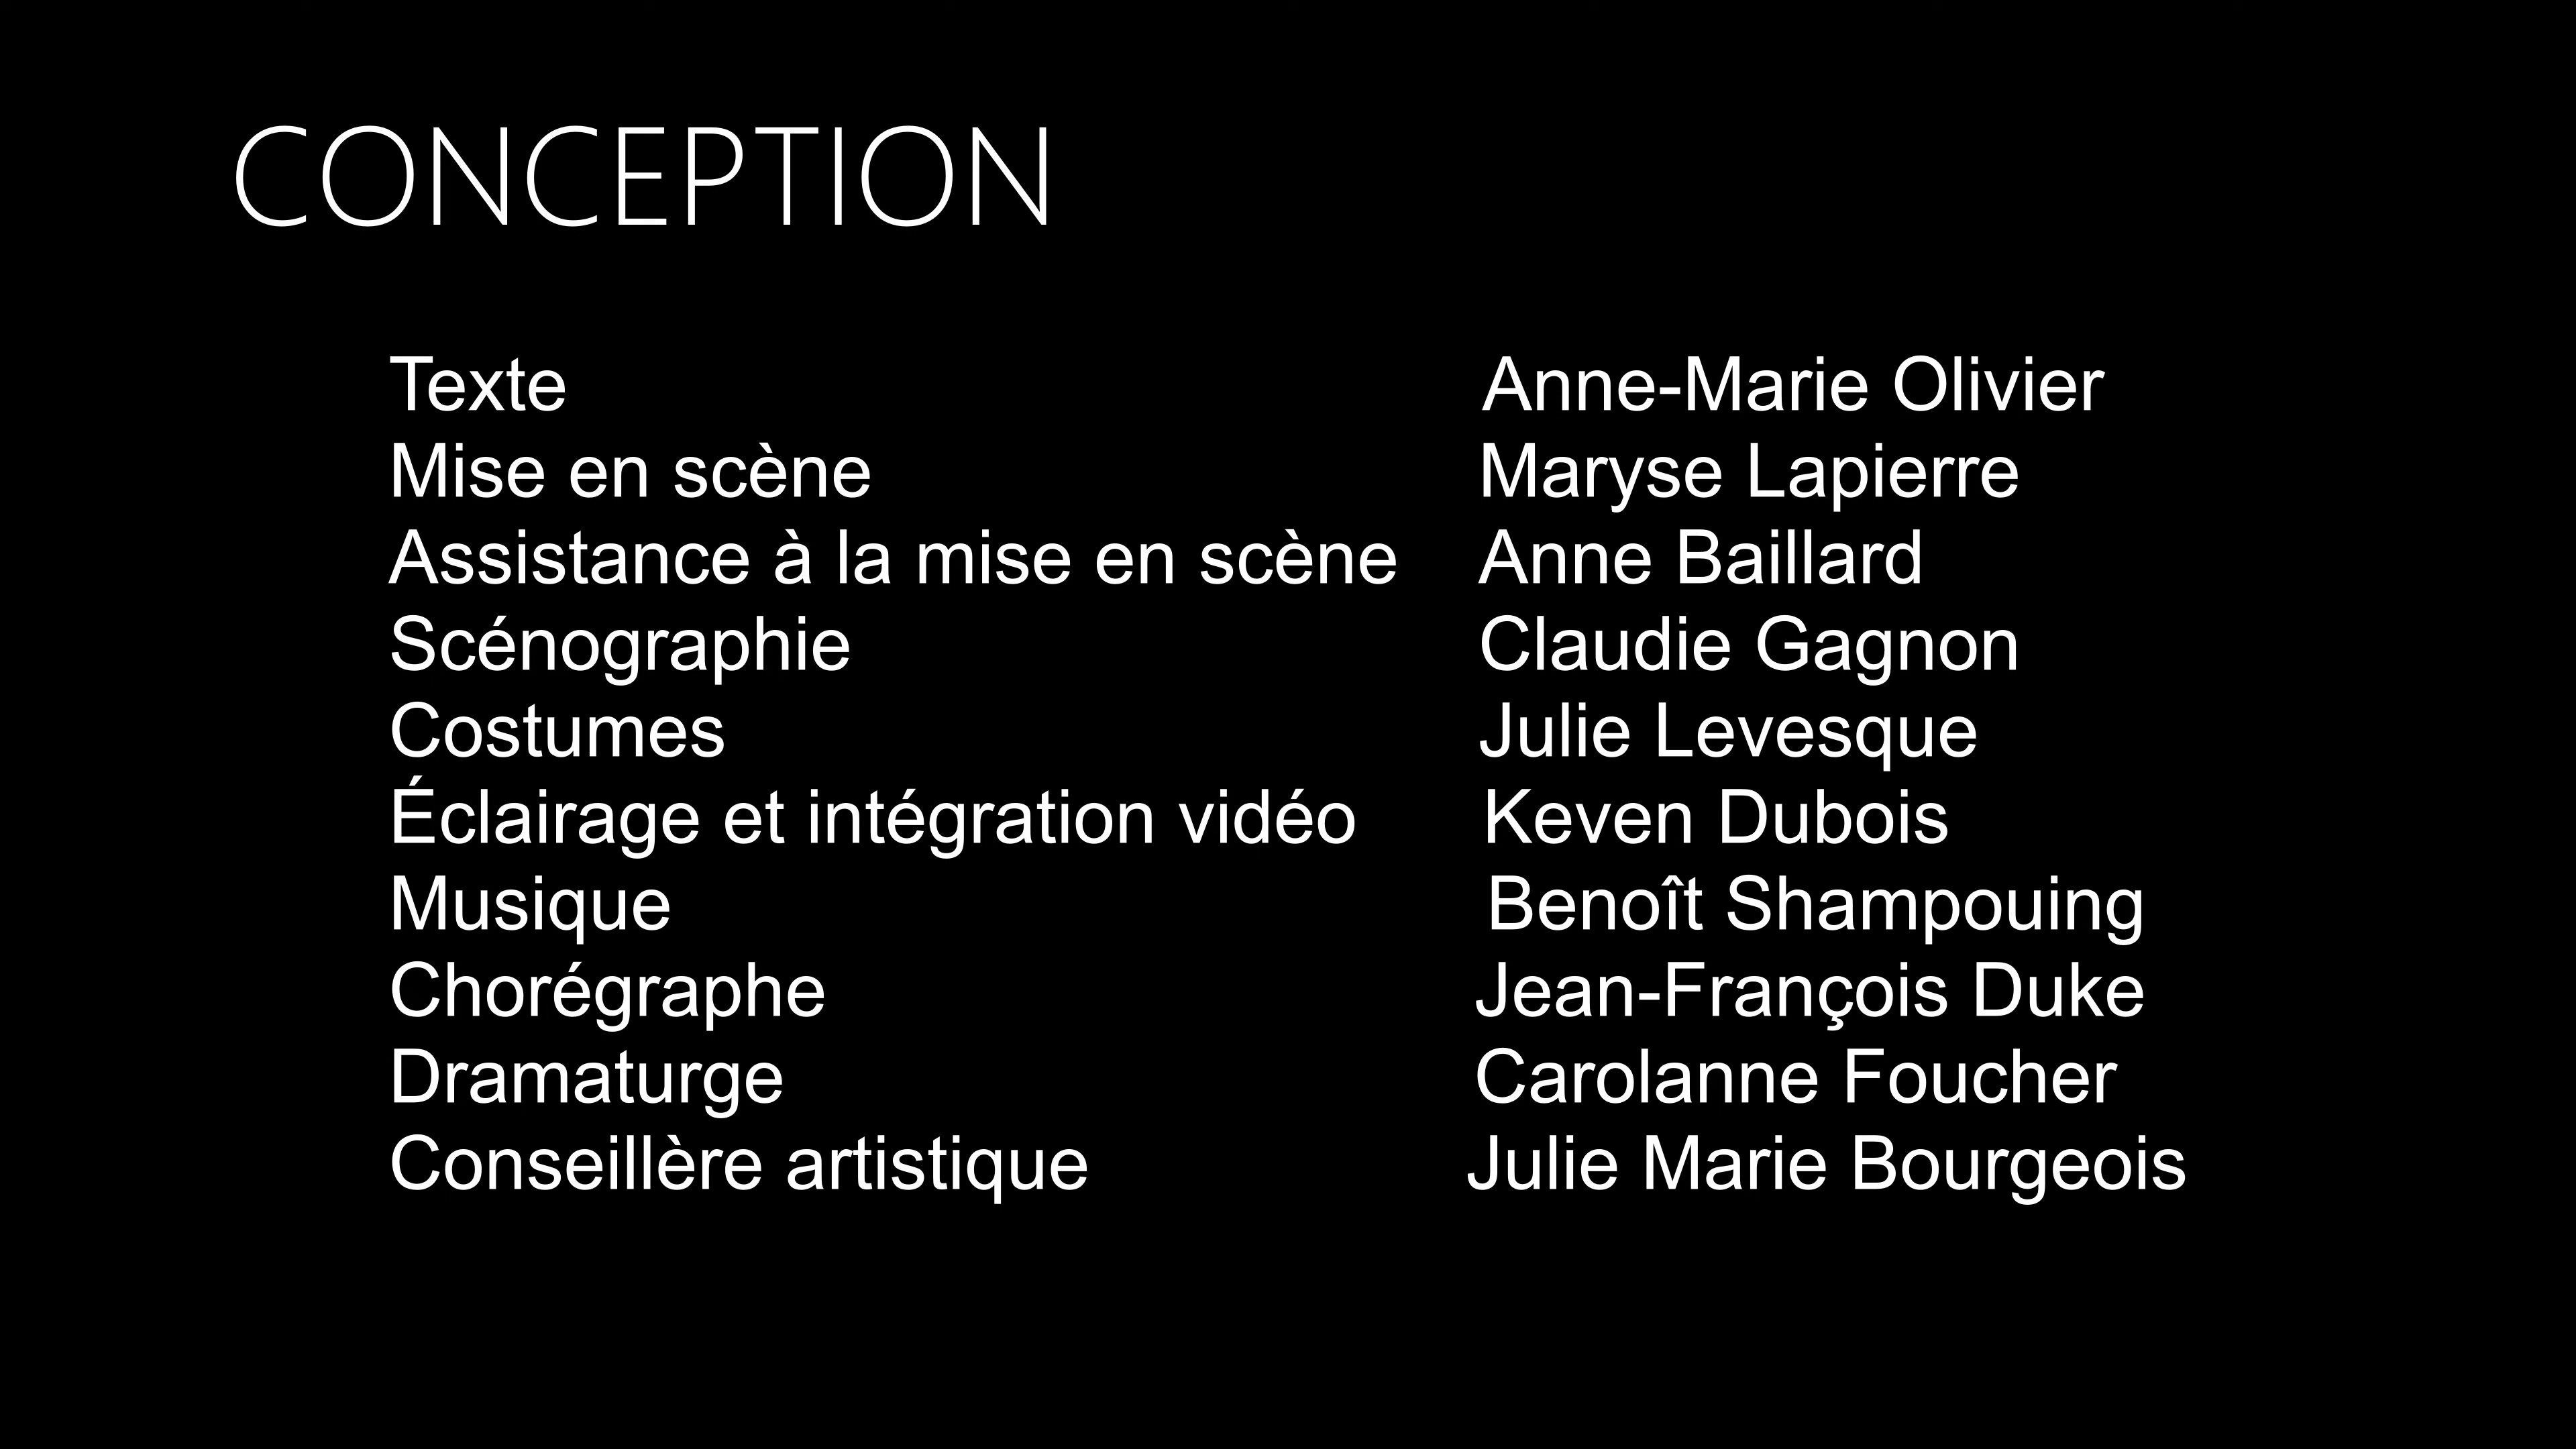 CONCEPTION
Texte Anne-Marie Olivier
Mise en scène Maryse Lapierre
Assistance à la mise en scène Anne Baillard
Scénographie Claudie Gagnon
Costumes Julie Levesque
Éclairage et intégration vidéo Keven Dubois
Musique Benoît Shampouing
Chorégraphe Jean-François Duke
Dramaturge Carolanne Foucher
Conseillère artistique Julie Marie Bourgeois